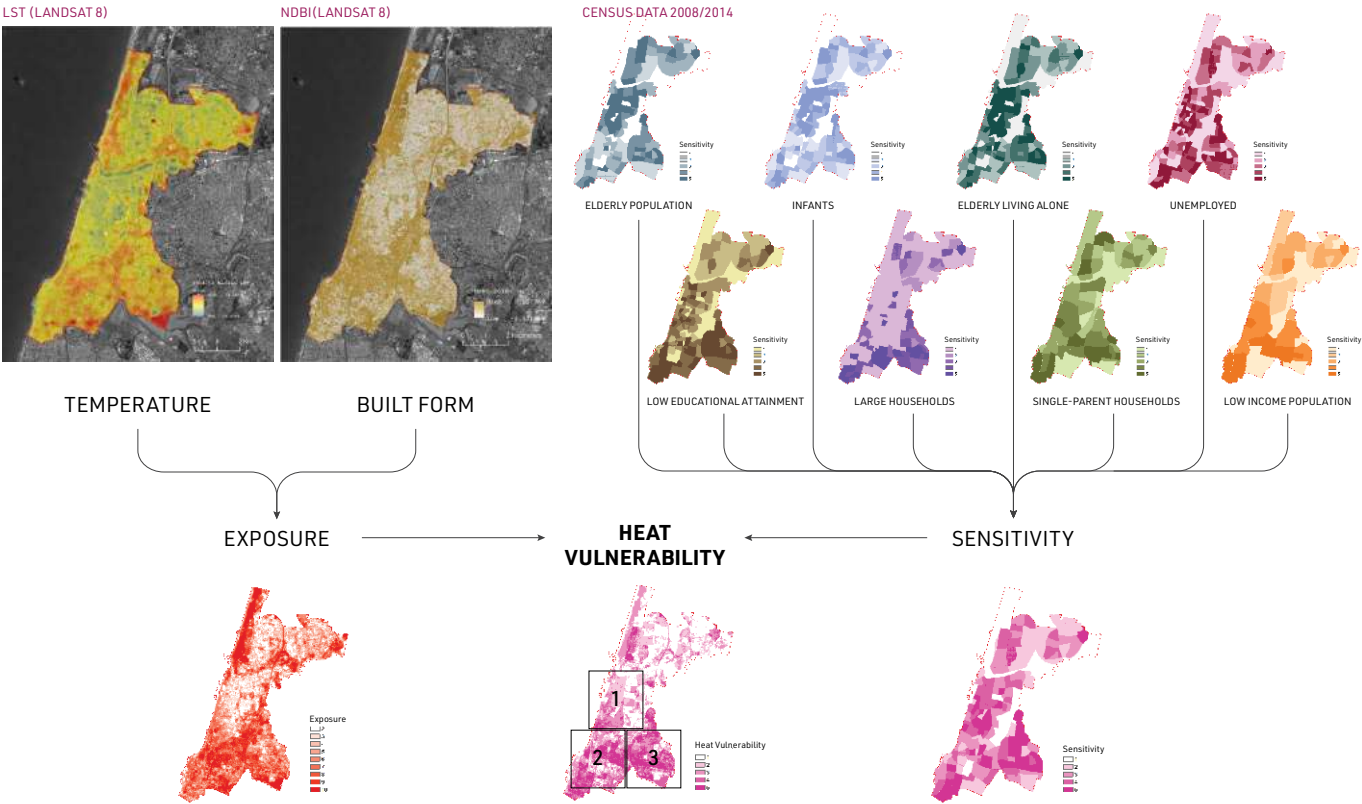 LST (LANDSAT 8)
NDBI(LANDSAT 8)
CENSUS DATA 2008/2014
Sensitivity
Sensitivity
Sensitivity
Sensitivity
ELDERLY POPULATION
INFANTS
ELDERLY LIVING ALONE
UNEMPLOYED
Sensitivity
Sensitivity
Sensitivity
Sensitivity
LOW EDUCATIONAL ATTAINMENT
LARGE HOUSEHOLDS
SINGLE-PARENT HOUSEHOLDS
LOW INCOME POPULATION
TEMPERATURE
BUILT FORM
EXPOSURE
HEAT
VULNERABILITY
SENSITIVITY
1
2
3
Exposure
Heat Vulnerability
Sensitivity